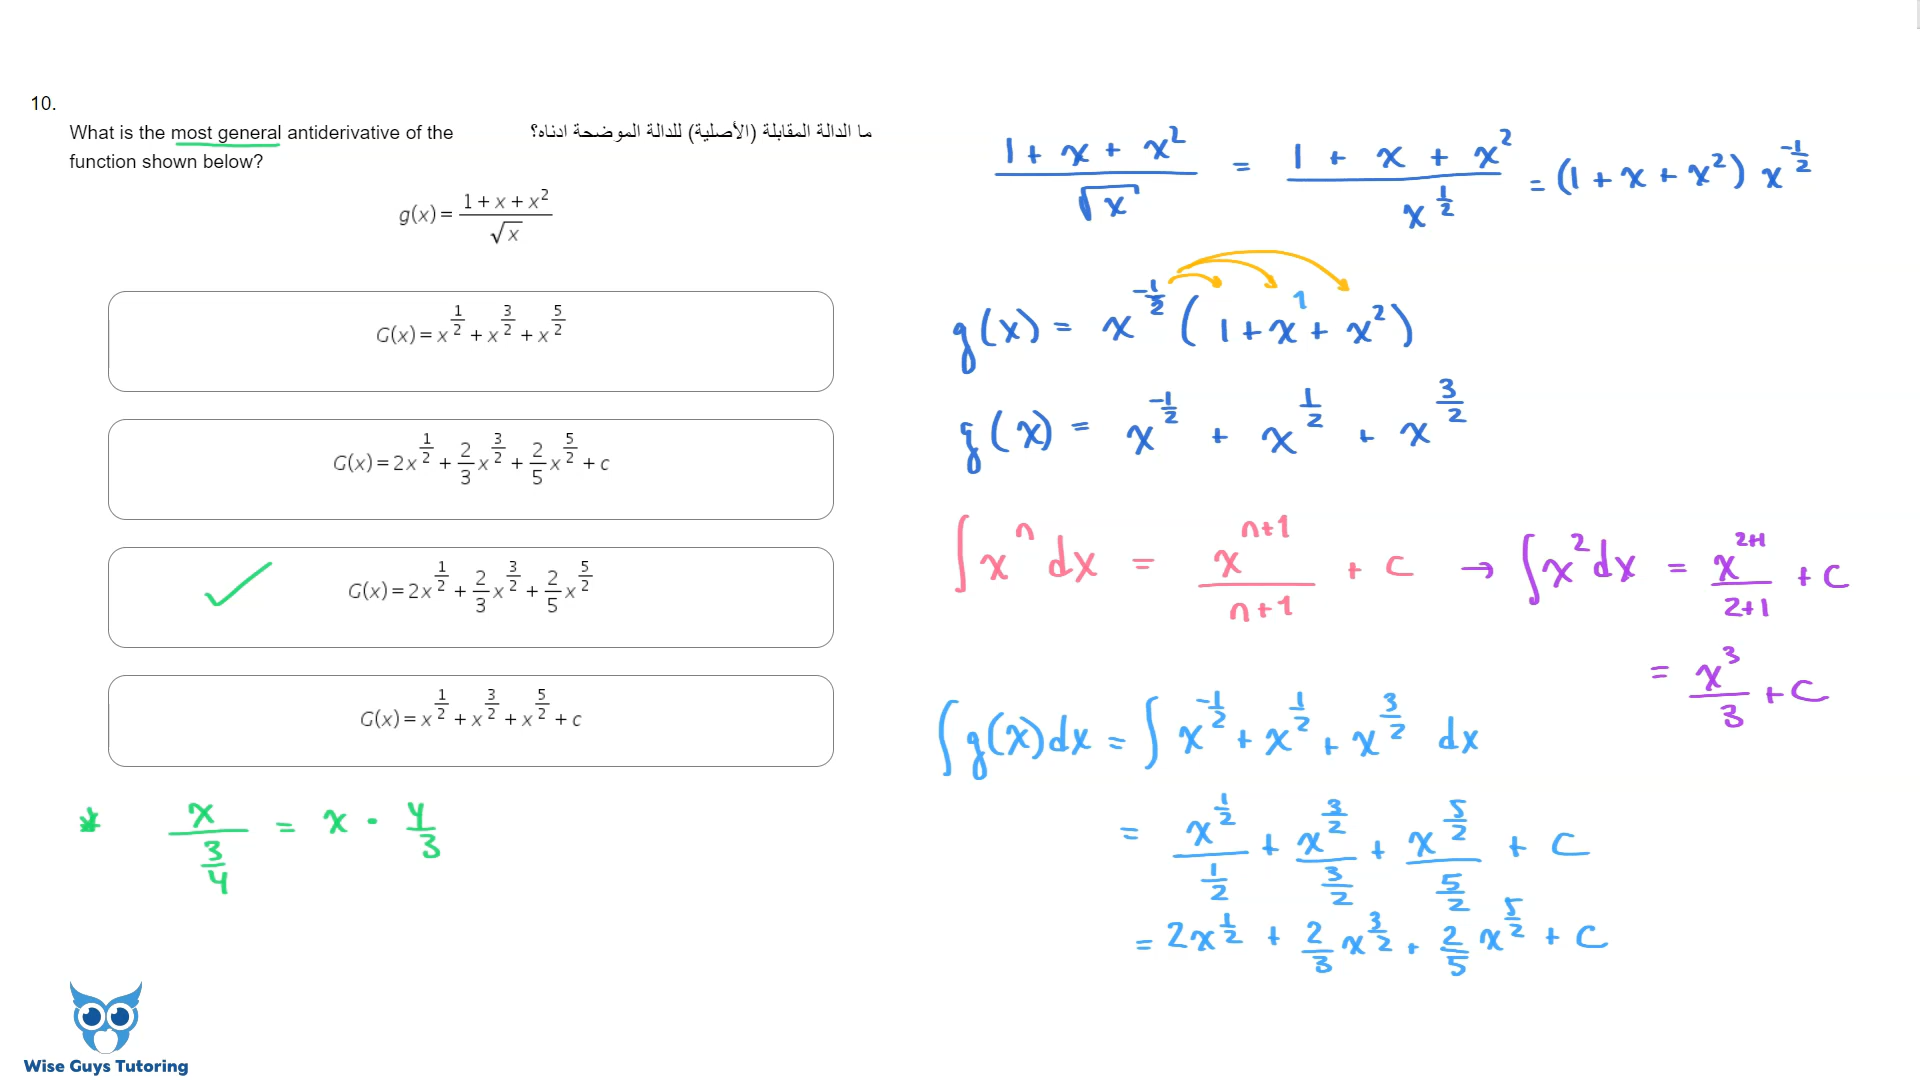 10.
What is the most general antiderivative of the function shown below?
ما الدالة المقابلة (الأصلية) للدالة الموضحة ادناه؟
g(x) = (1 + x + x²)/√x
G(x) = x^(1/2) + x^(3/2) + x^(5/2)
G(x) = 2x^(1/2) + 2/3 x^(3/2) + 2/5 x^(5/2) + c
✓ G(x) = 2x^(1/2) + 2/3 x^(3/2) + 2/5 x^(5/2)
G(x) = x^(1/2) + x^(3/2) + x^(5/2) + c
* x/(3/4) = x · 4/3
(1 + x + x²)/√x = (1 + x + x²)/x^(1/2) = (1 + x + x²) x^(-1/2)
g(x) = x^(-1/2) (1 + x^1 + x²)
g(x) = x^(-1/2) + x^(1/2) + x^(3/2)
∫x^n dx = x^(n+1)/(n+1) + c → ∫x² dx = x^(2+1)/(2+1) + c
= x³/3 + c
∫g(x)dx = ∫x^(-1/2) + x^(1/2) + x^(3/2) dx
= x^(1/2)/(1/2) + x^(3/2)/(3/2) + x^(5/2)/(5/2) + c
= 2x^(1/2) + 2/3 x^(3/2) + 2/5 x^(5/2) + c
Wise Guys Tutoring